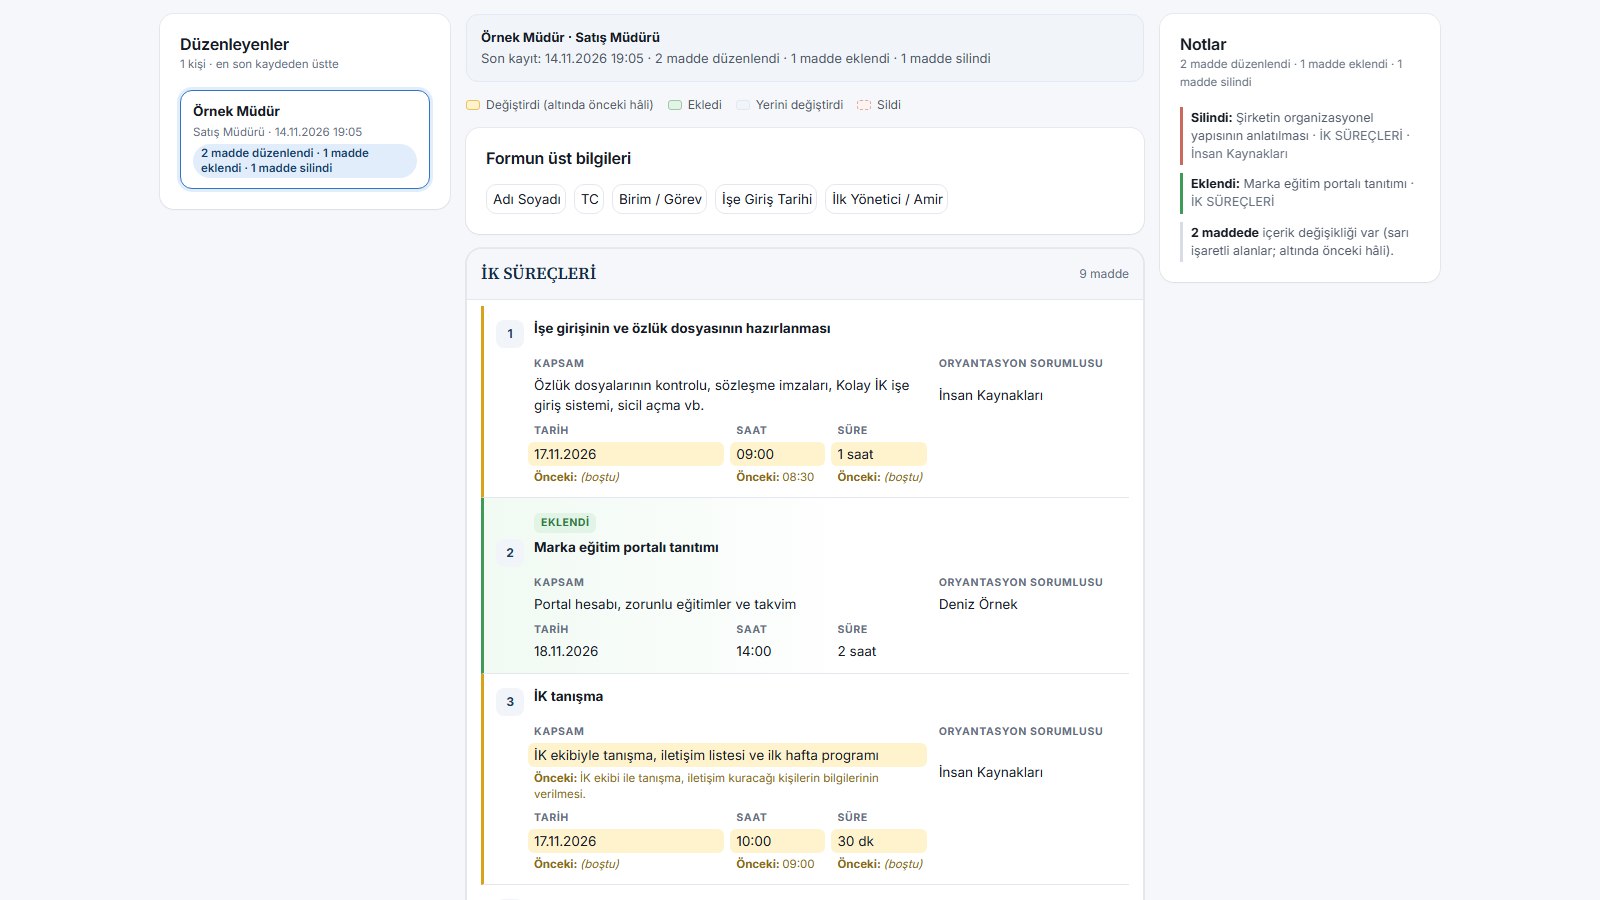 Düzenleyenler
1 kişi · en son kaydeden üstte
Örnek Müdür
Satış Müdürü · 14.11.2026 19:05
2 madde düzenlendi · 1 madde
eklendi · 1 madde silindi
Örnek Müdür · Satış Müdürü
Son kayıt: 14.11.2026 19:05 · 2 madde düzenlendi · 1 madde eklendi · 1 madde silindi
Değiştirdi (altında önceki hâli) Ekledi Yerini değiştirdi Sildi
Formun üst bilgileri
Adı Soyadı TC Birim / Görev İşe Giriş Tarihi İlk Yönetici / Amir
İK SÜREÇLERİ 9 madde
1 İşe girişinin ve özlük dosyasının hazırlanması
KAPSAM ORYANTASYON SORUMLUSU
Özlük dosyalarının kontrolu, sözleşme imzaları, Kolay İK işe
giriş sistemi, sicil açma vb.
İnsan Kaynakları
TARİH SAAT SÜRE
17.11.2026 09:00 1 saat
Önceki: (boştu) Önceki: 08:30 Önceki: (boştu)
EKLENDİ
2 Marka eğitim portalı tanıtımı
KAPSAM ORYANTASYON SORUMLUSU
Portal hesabı, zorunlu eğitimler ve takvim Deniz Örnek
TARİH SAAT SÜRE
18.11.2026 14:00 2 saat
3 İK tanışma
KAPSAM ORYANTASYON SORUMLUSU
İK ekibiyle tanışma, iletişim listesi ve ilk hafta programı
İnsan Kaynakları
Önceki: İK ekibi ile tanışma, iletişim kuracağı kişilerin bilgilerinin
verilmesi.
TARİH SAAT SÜRE
17.11.2026 10:00 30 dk
Önceki: (boştu) Önceki: 09:00 Önceki: (boştu)
Notlar
2 madde düzenlendi · 1 madde eklendi · 1
madde silindi
Silindi: Şirketin organizasyonel
yapısının anlatılması · İK SÜREÇLERİ ·
İnsan Kaynakları
Eklendi: Marka eğitim portalı tanıtımı ·
İK SÜREÇLERİ
2 maddede içerik değişikliği var (sarı
işaretli alanlar; altında önceki hâli).